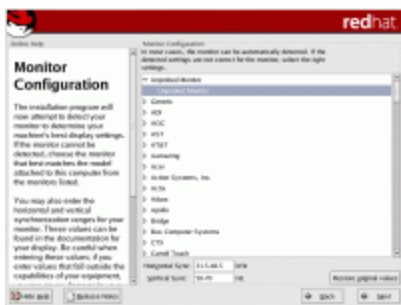 redhat
Online Help
Monitor Configuration
Monitor
Configuration
In most cases, the monitor can be automatically detected. If the
detected settings are not correct for the monitor, select the right
settings.
The installation program will
now attempt to detect your
monitor to determine your
machine's best display settings.
If the monitor cannot be
detected, choose the monitor
that best matches the model
attached to this computer from
the monitors listed.
You may also enter the
horizontal and vertical
synchronization ranges for your
monitor. These values can be
found in the documentation for
your display. Be careful when
entering these values; if you
enter values that fall outside the
capabilities of your equipment,
Unprobed Monitor
Unprobed Monitor
Generic
AOC
AST
Acer
Action Systems, Inc.
Actix
Adara
Apollo
Bridge
Bus Computer Systems
CTX
Horizontal Sync:
kHz
Vertical Sync:
Hz
Restore original values
Hide Help
Release Notes
Back
Next